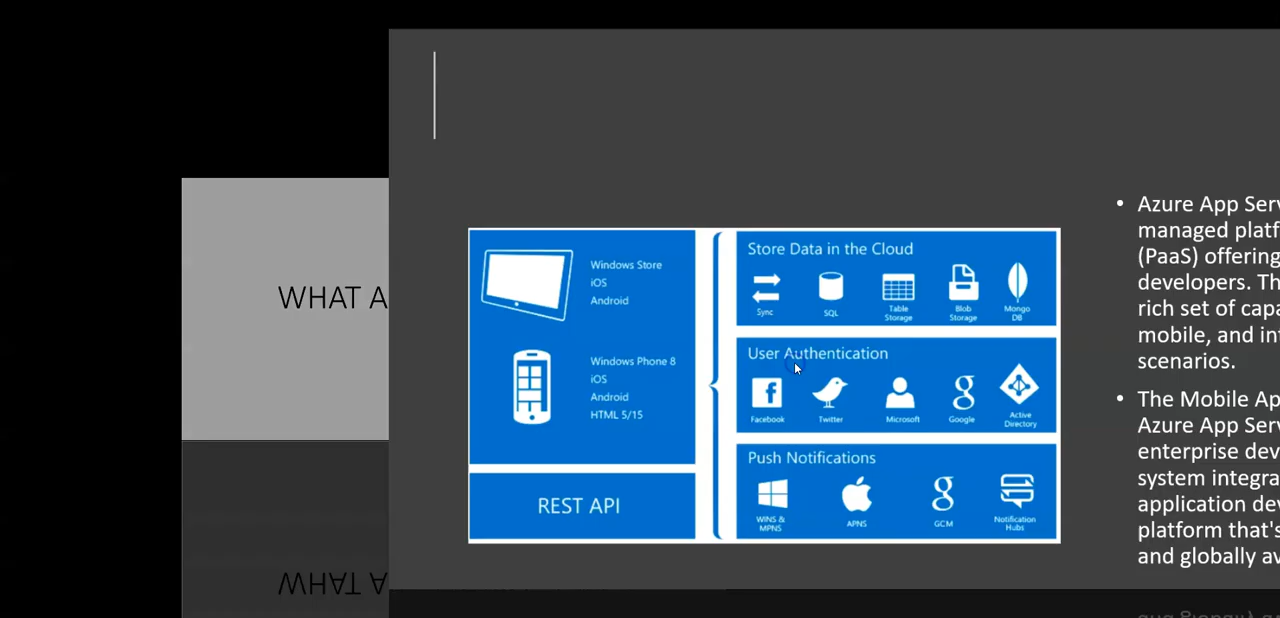 WHAT A
Windows Store
iOS
Android
Windows Phone 8
iOS
Android
HTML 5/15
REST API
Store Data in the Cloud
Sync
SQL
Table
Storage
Blob
Storage
Mongo
DB
User Authentication
Facebook
Twitter
Microsoft
Google
Active
Directory
Push Notifications
WINS &
MPNS
APNS
GCM
Notification
Hubs
• Azure App Serv
managed platf
(PaaS) offering
developers. Th
rich set of capa
mobile, and int
scenarios.
• The Mobile Ap
Azure App Serv
enterprise dev
system integra
application dev
platform that's
and globally av